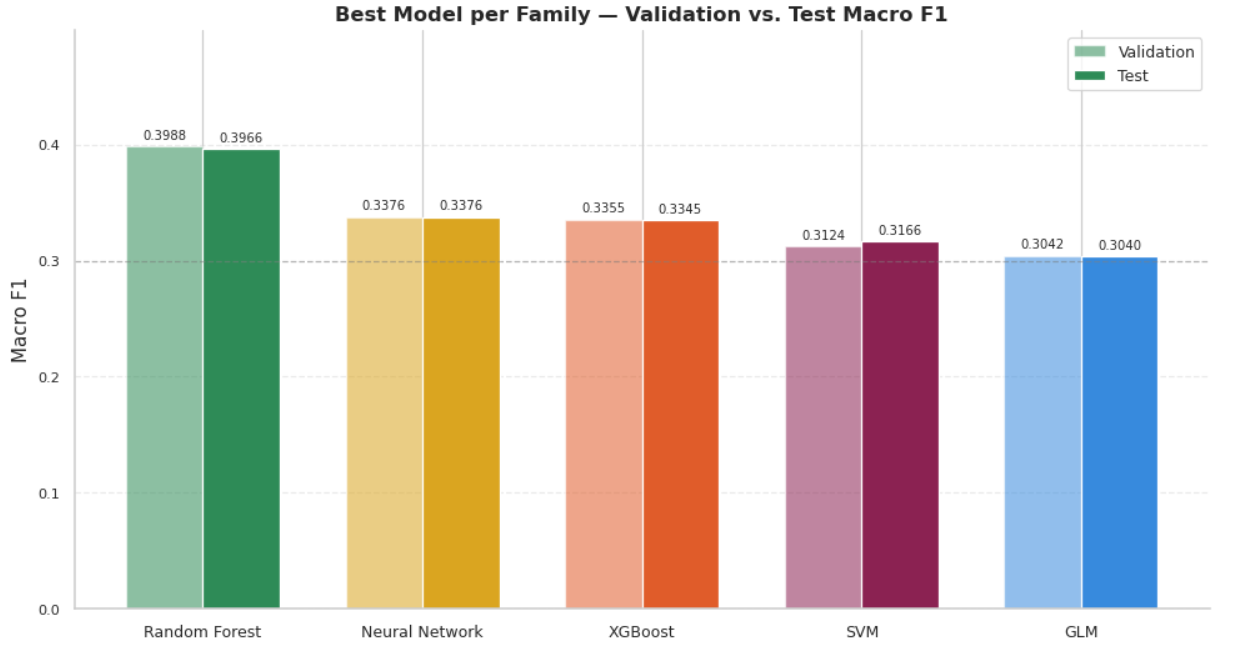 Best Model per Family — Validation vs. Test Macro F1
Validation
Test
Macro F1
0.4
0.3
0.2
0.1
0.0
0.3988 0.3966
0.3376 0.3376
0.3355 0.3345
0.3124 0.3166
0.3042 0.3040
Random Forest Neural Network XGBoost SVM GLM